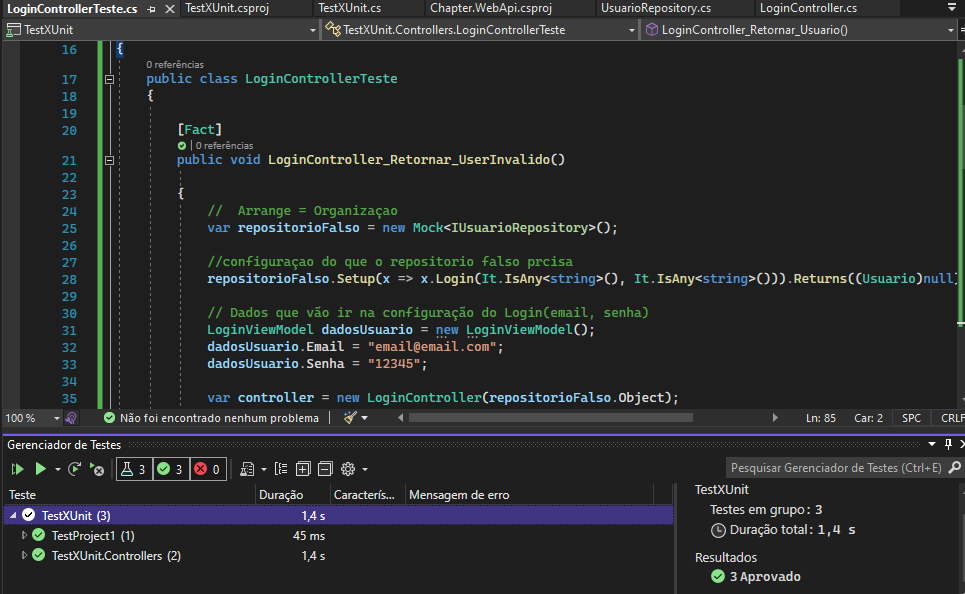 LoginControllerTeste.cs TestXUnit.csproj TestXUnit.cs Chapter.WebApi.csproj UsuarioRepository.cs LoginController.cs
TestXUnit TestXUnit.Controllers.LoginControllerTeste LoginController_Retornar_Usuario()
16 {
0 referências
17 public class LoginControllerTeste
18 {
19
20 [Fact]
| 0 referências
21 public void LoginController_Retornar_UserInvalido()
22
23 {
24 //  Arrange = Organizaçao
25 var repositorioFalso = new Mock<IUsuarioRepository>();
26
27 //configuraçao do que o repositorio falso prcisa
28 repositorioFalso.Setup(x => x.Login(It.IsAny<string>(), It.IsAny<string>())).Returns((Usuario)null)
29
30 // Dados que vão ir na configuração do Login(email, senha)
31 LoginViewModel dadosUsuario = new LoginViewModel();
32 dadosUsuario.Email = "email@email.com";
33 dadosUsuario.Senha = "12345";
34
35 var controller = new LoginController(repositorioFalso.Object);
100 % Não foi encontrado nenhum problema Ln: 85 Car: 2 SPC CRLF
Gerenciador de Testes
3 3 0 Pesquisar Gerenciador de Testes (Ctrl+E)
Teste Duração Caracterís... Mensagem de erro
TestXUnit (3) 1,4 s
TestProject1 (1) 45 ms
TestXUnit.Controllers (2) 1,4 s
TestXUnit
Testes em grupo: 3
Duração total: 1,4 s
Resultados
3 Aprovado